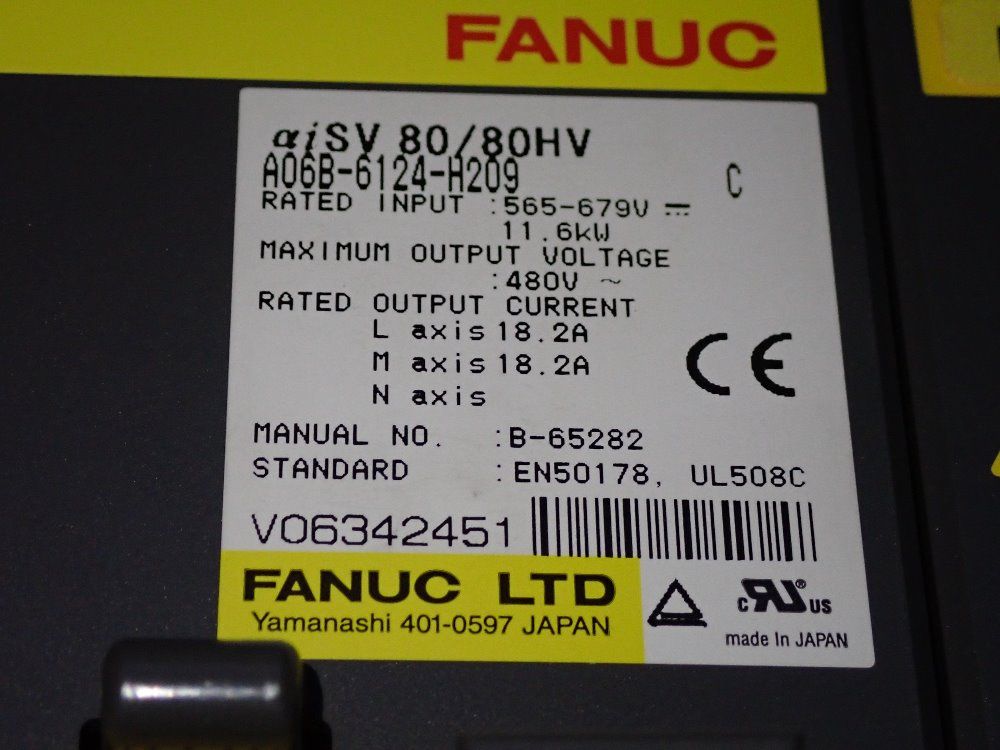 FANUC
αiSV 80/80HV
A06B-6124-H209 C
RATED INPUT :565-679V ⎓
11.6kW
MAXIMUM OUTPUT VOLTAGE
:480V ~
RATED OUTPUT CURRENT
L axis 18.2A
M axis 18.2A
N axis
CE
MANUAL NO. :B-65282
STANDARD :EN50178, UL508C
V06342451
FANUC LTD
Yamanashi 401-0597 JAPAN
c RU® US
made in JAPAN